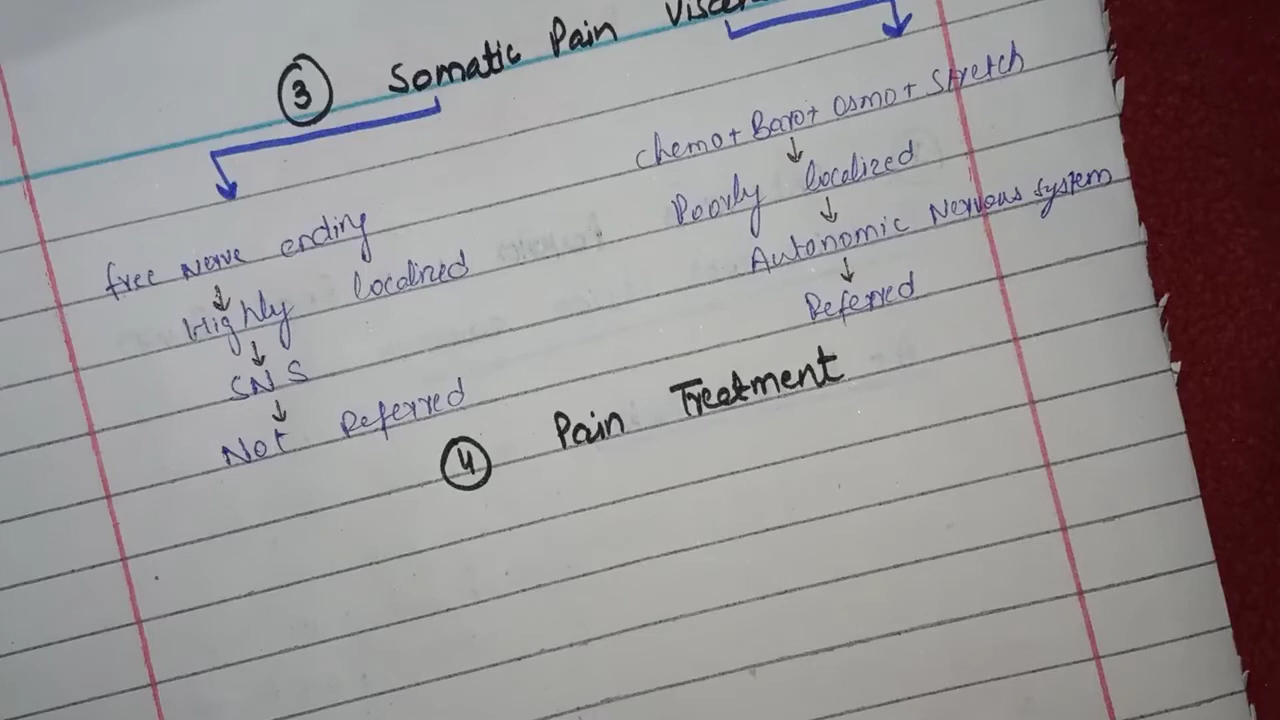 ③ Somatic Pain
free nerve ending
↓
Highly localized
↓
SNS
↓
Not Referred
Chemo + Baro + Osmo + Stretch
↓
Poorly localized
↓
Autonomic Nervous System
↓
Referred
④ Pain Treatment